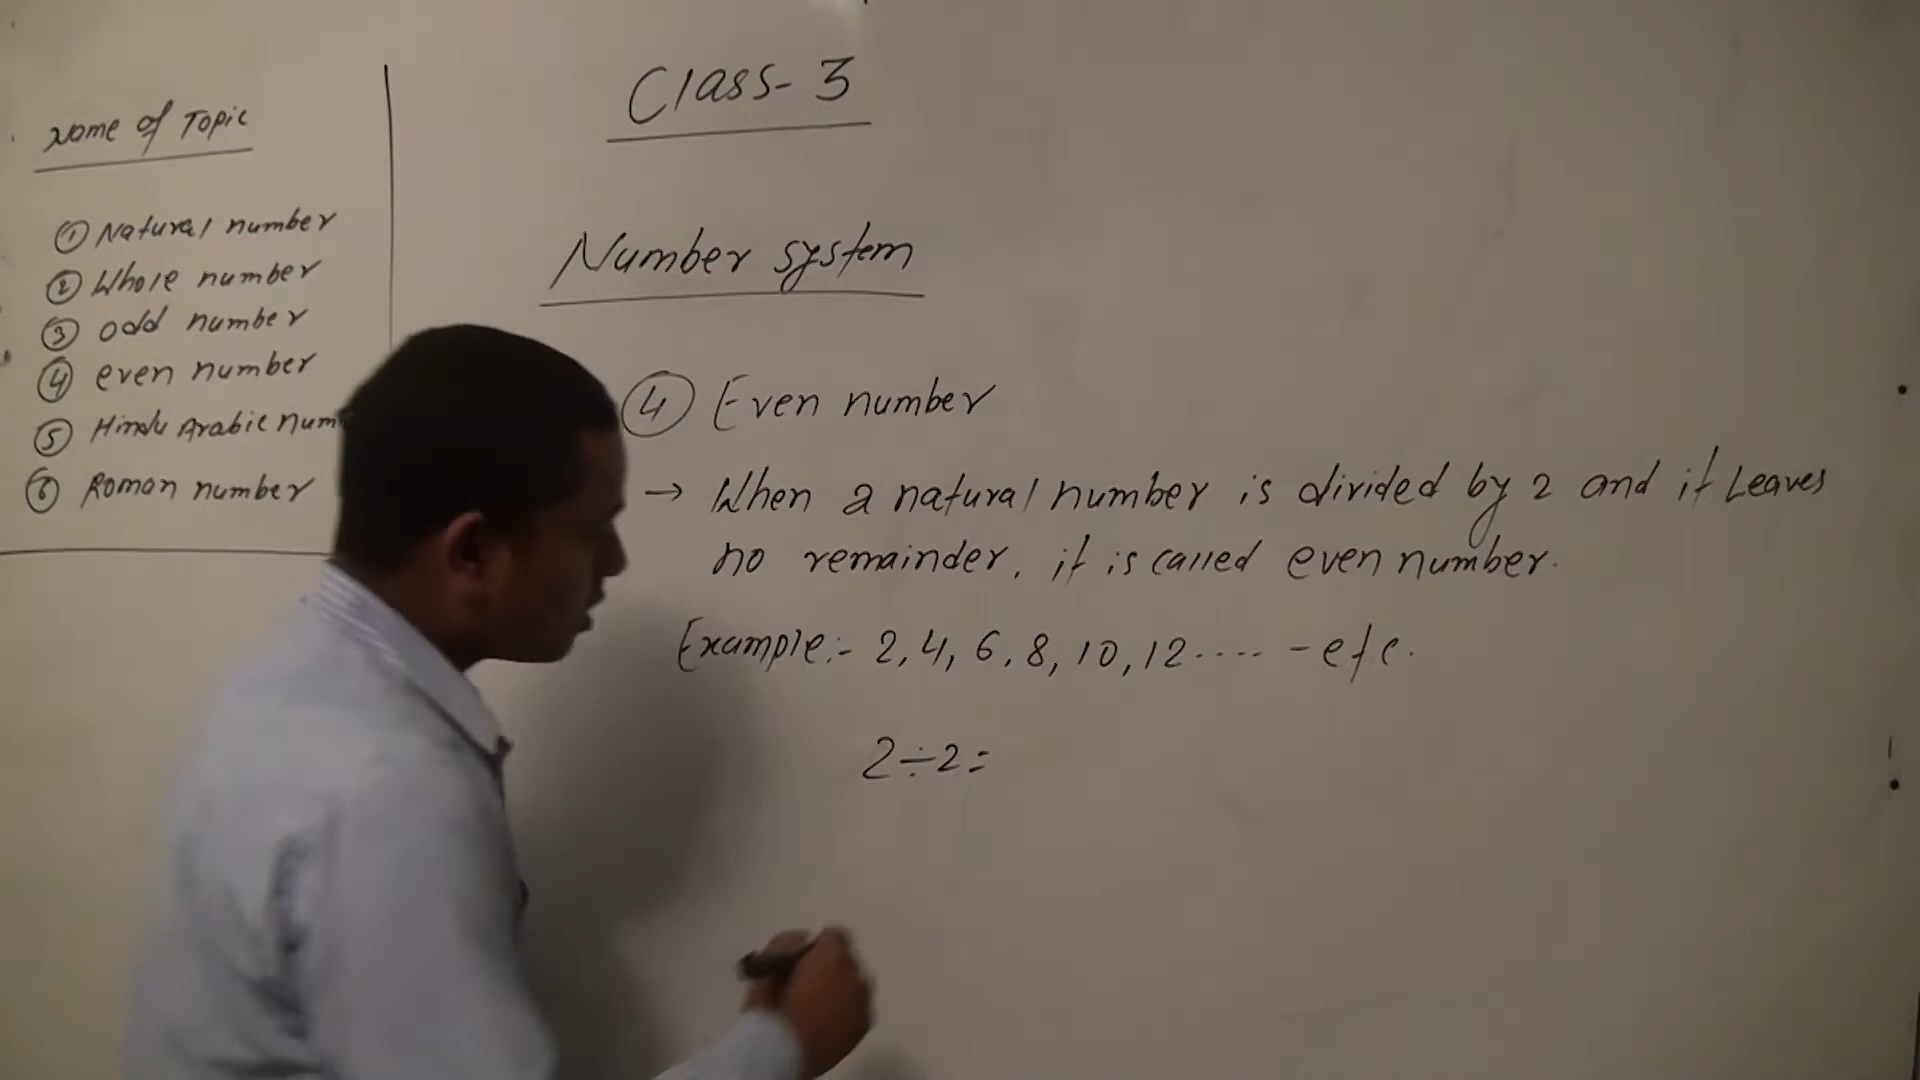 Name of Topic
① Natural number
② Whole number
③ odd number
④ even number
⑤ Hindu Arabic num
⑥ Roman number
Class-3
Number system
④ Even number
→ When a natural number is divided by 2 and it Leaves
no remainder, it is called even number.
Example:- 2, 4, 6, 8, 10, 12..... -etc.
2÷2=